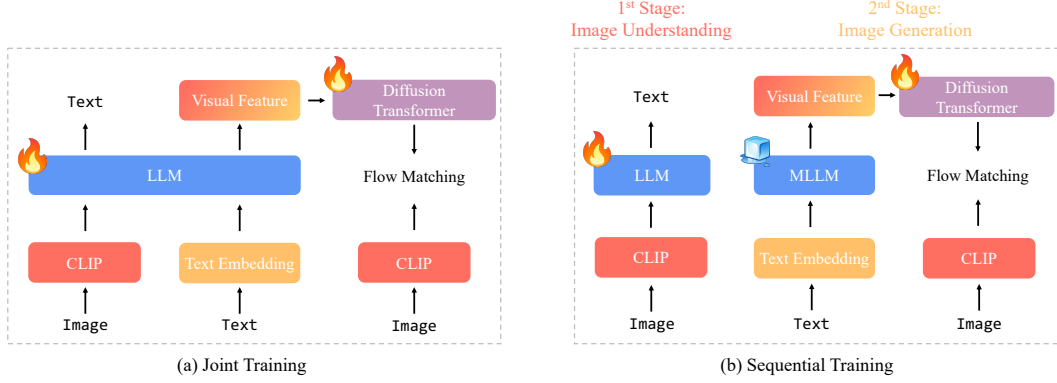 1st Stage:
Image Understanding
2nd Stage:
Image Generation
Text
Visual Feature
Diffusion
Transformer
LLM
Flow Matching
CLIP
Text Embedding
CLIP
Image
Text
Image
(a) Joint Training
Text
Visual Feature
Diffusion
Transformer
LLM
MLLM
Flow Matching
CLIP
Text Embedding
CLIP
Image
Text
Image
(b) Sequential Training